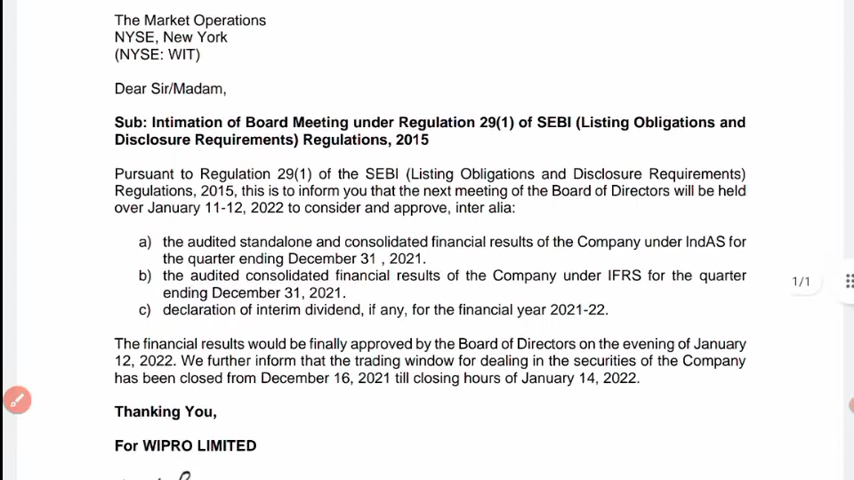 The Market Operations
NYSE, New York
(NYSE: WIT)
Dear Sir/Madam,
Sub: Intimation of Board Meeting under Regulation 29(1) of SEBI (Listing Obligations and
Disclosure Requirements) Regulations, 2015
Pursuant to Regulation 29(1) of the SEBI (Listing Obligations and Disclosure Requirements)
Regulations, 2015, this is to inform you that the next meeting of the Board of Directors will be held
over January 11-12, 2022 to consider and approve, inter alia:
a) the audited standalone and consolidated financial results of the Company under IndAS for
the quarter ending December 31 , 2021.
b) the audited consolidated financial results of the Company under IFRS for the quarter
ending December 31, 2021.
c) declaration of interim dividend, if any, for the financial year 2021-22.
1/1
The financial results would be finally approved by the Board of Directors on the evening of January
12, 2022. We further inform that the trading window for dealing in the securities of the Company
has been closed from December 16, 2021 till closing hours of January 14, 2022.
Thanking You,
For WIPRO LIMITED